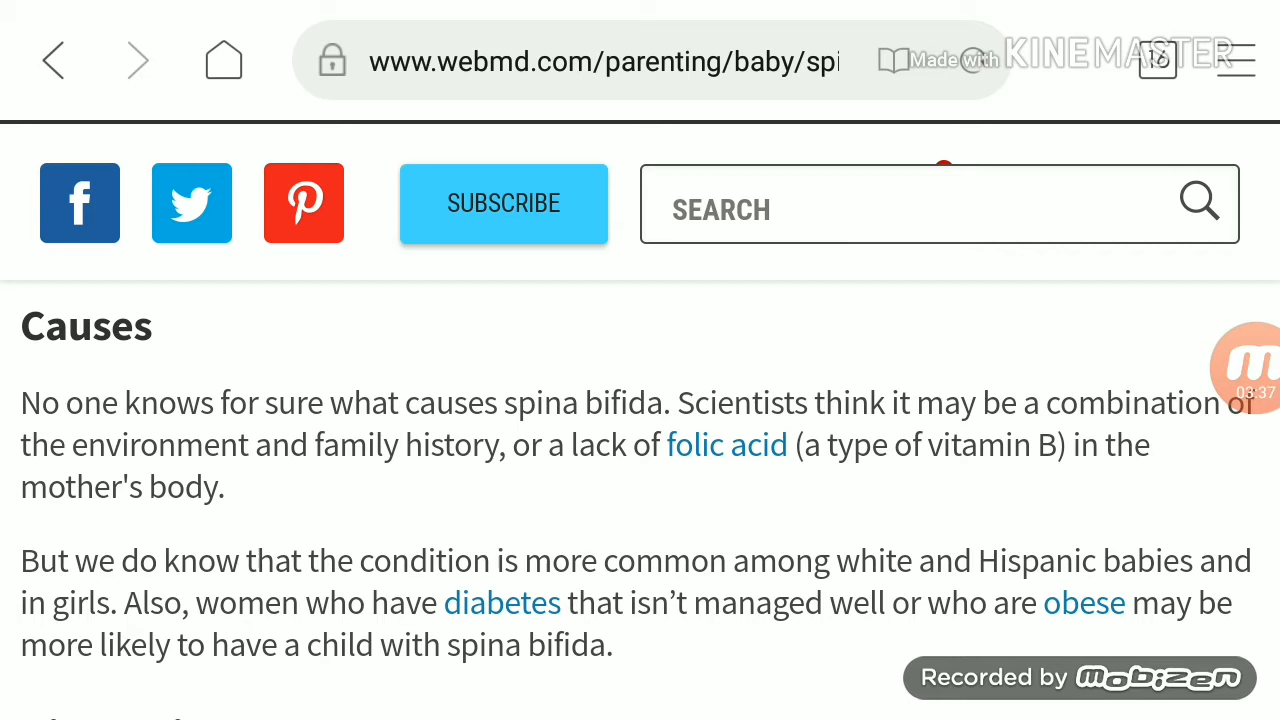 www.webmd.com/parenting/baby/spi
Made with KINEMASTER
16
f
SUBSCRIBE
SEARCH
Causes
03:37
No one knows for sure what causes spina bifida. Scientists think it may be a combination of
the environment and family history, or a lack of folic acid (a type of vitamin B) in the
mother's body.
But we do know that the condition is more common among white and Hispanic babies and
in girls. Also, women who have diabetes that isn’t managed well or who are obese may be
more likely to have a child with spina bifida.
Recorded by mobizen